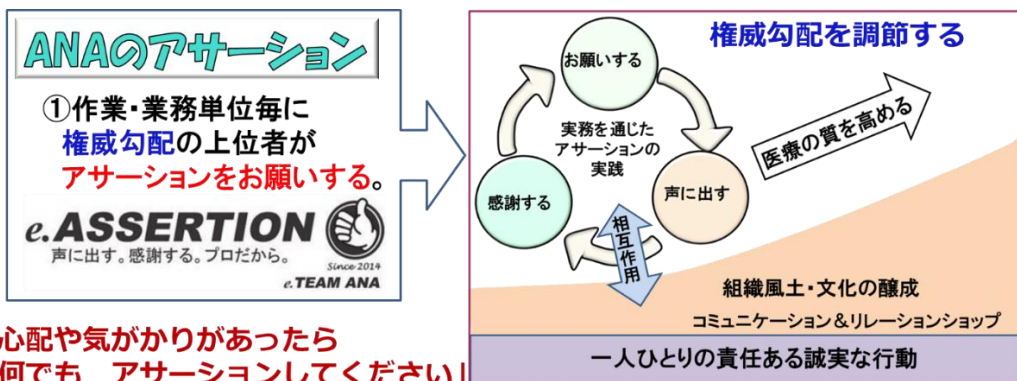 ANAのアサーション
①作業・業務単位毎に
権威勾配の上位者が
アサーションをお願いする。
e.ASSERTION
声に出す。感謝する。プロだから。
Since 2014
e.TEAM ANA
心配や気がかりがあったら
何でも、アサーションしてください」
権威勾配を調節する
お願いする
実務を通じた
アサーションの
実践
感謝する
声に出す
相互作用
医療の質を高める
組織風土・文化の醸成
コミュニケーション＆リレーションショップ
一人ひとりの責任ある誠実な行動